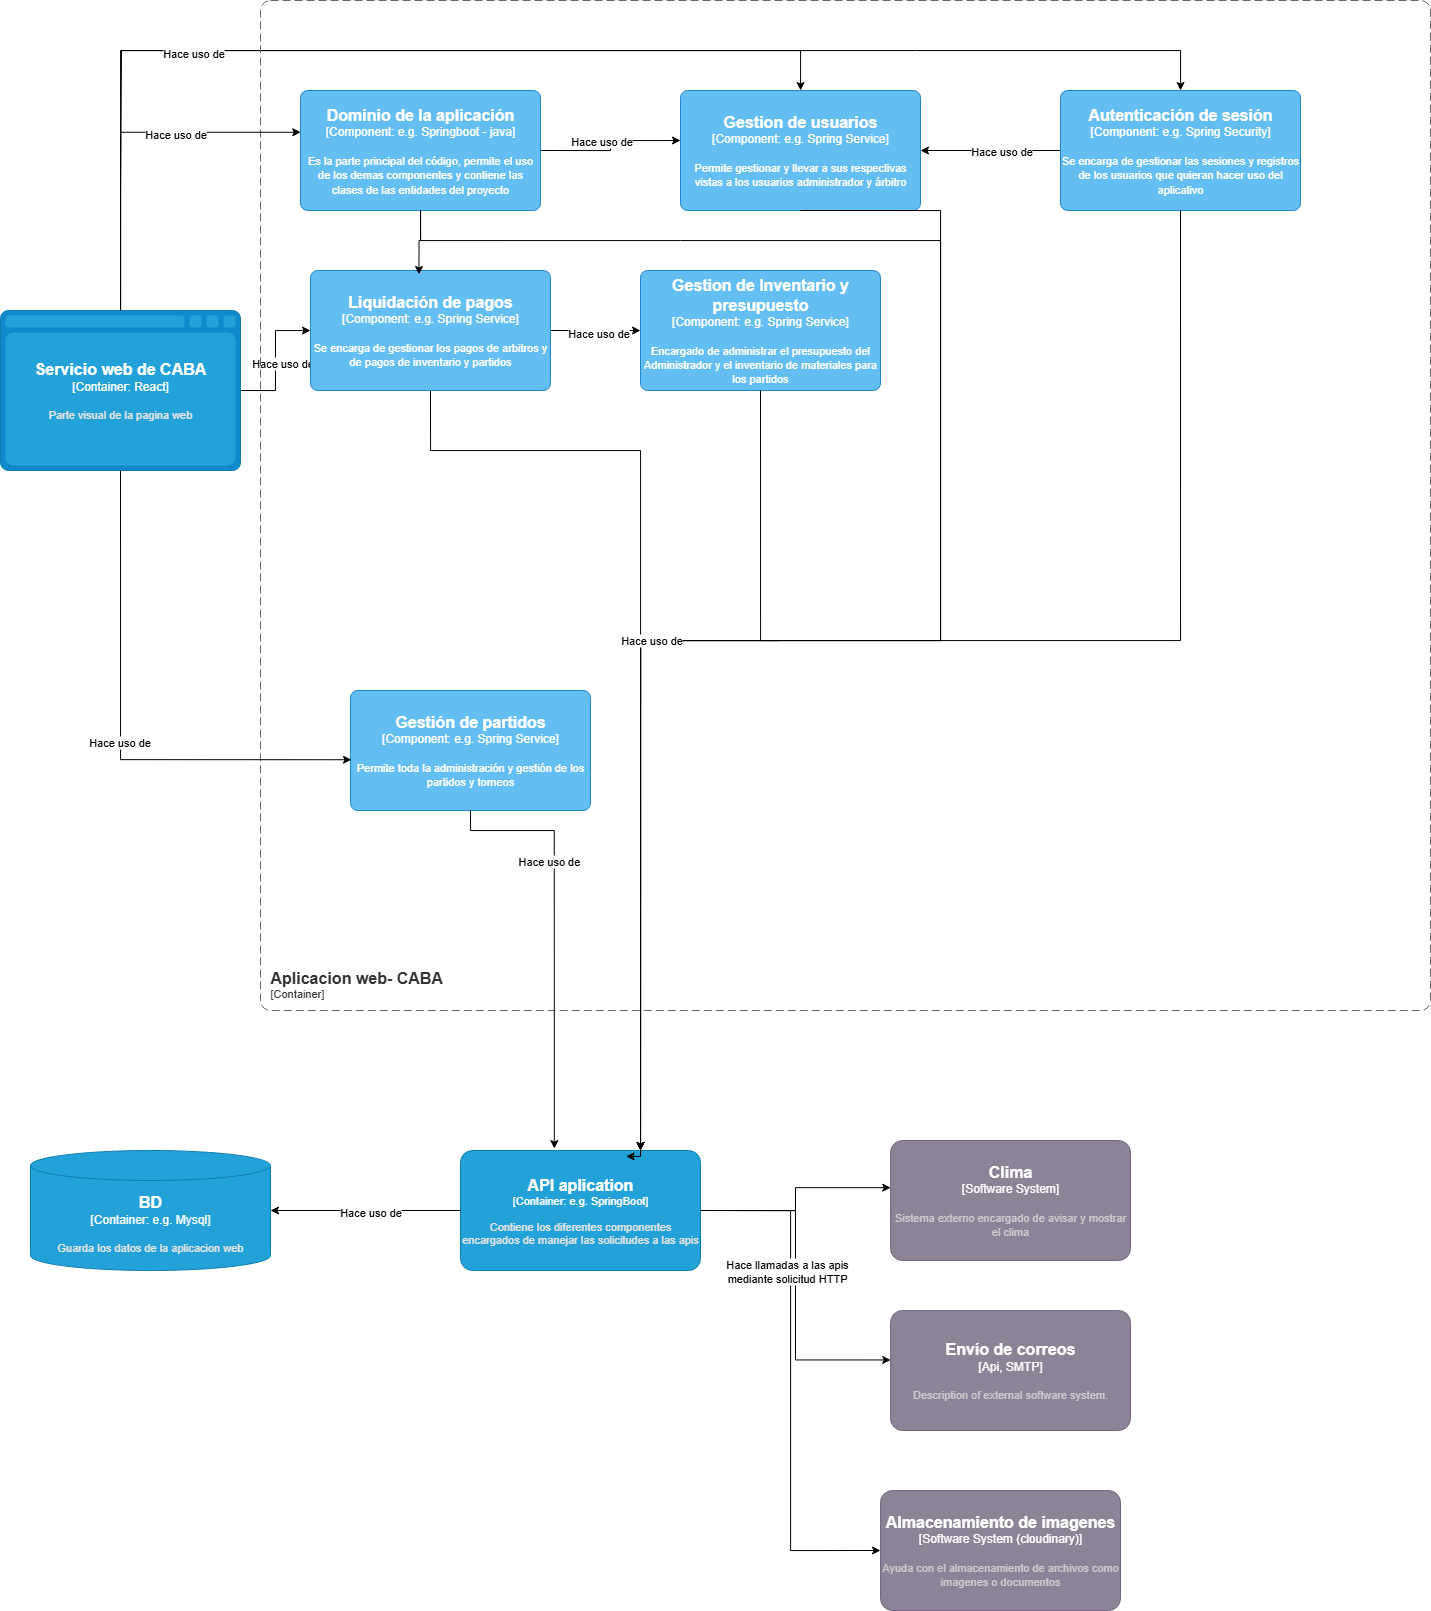 Hace uso de
Dominio de la aplicación
[Component: e.g. Springboot - java]
Es la parte principal del código, permite el uso
de los demas componentes y contiene las
clases de las entidades del proyecto
Hace uso de
Hace uso de
Gestion de usuarios
[Component: e.g. Spring Service]
Permite gestionar y llevar a sus respectivas
vistas a los usuarios administrador y árbitro
Hace uso de
Autenticación de sesión
[Component: e.g. Spring Security]
Se encarga de gestionar las sesiones y registros
de los usuarios que quieran hacer uso del
aplicativo
Servicio web de CABA
[Container: React]
Parte visual de la pagina web
Hace uso de
Liquidación de pagos
[Component: e.g. Spring Service]
Se encarga de gestionar los pagos de arbitros y
de pagos de inventario y partidos
Hace uso de
Gestion de Inventario y
presupuesto
[Component: e.g. Spring Service]
Encargado de administrar el presupuesto del
Administrador y el inventario de materiales para
los partidos
Hace uso de
Hace uso de
Gestión de partidos
[Component: e.g. Spring Service]
Permite toda la administración y gestión de los
partidos y torneos
Hace uso de
Aplicacion web- CABA
[Container]
BD
[Container: e.g. Mysql]
Guarda los datos de la aplicacion web
Hace uso de
API aplication
[Container: e.g. SpringBoot]
Contiene los diferentes componentes
encargados de manejar las solicitudes a las apis
Hace llamadas a las apis
mediante solicitud HTTP
Clima
[Software System]
Sistema externo encargado de avisar y mostrar
el clima
Envío de correos
[Api, SMTP]
Description of external software system.
Almacenamiento de imagenes
[Software System (cloudinary)]
Ayuda con el almacenamiento de archivos como
imagenes o documentos